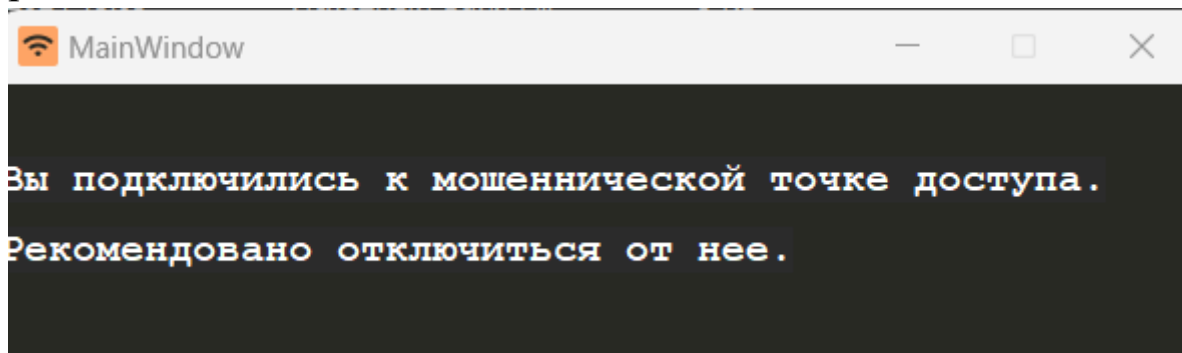 MainWindow
Вы подключились к мошеннической точке доступа.
Рекомендовано отключиться от нее.